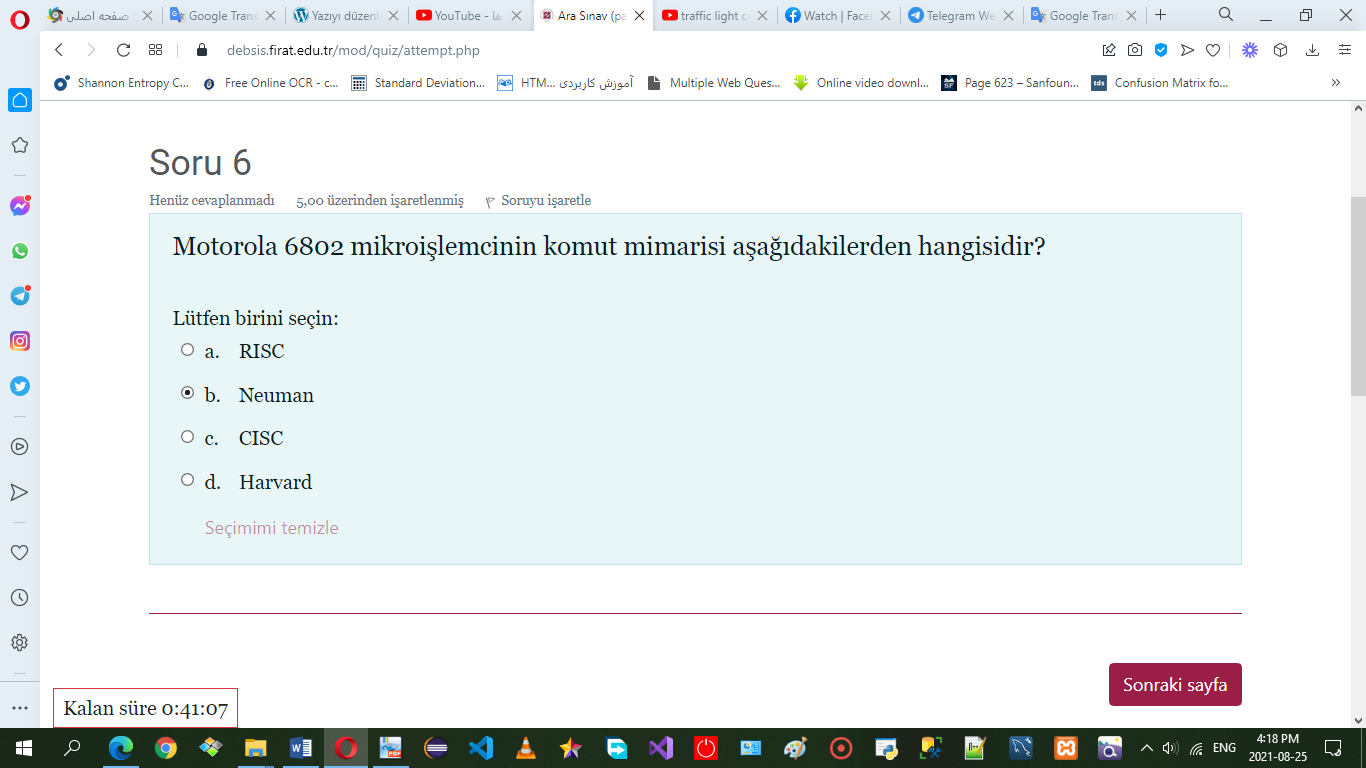 صفحه اصلی
Google Trans
Yazıyı düzenl
YouTube - ها
Ara Sınav (pa
traffic light c
Watch | Face
Telegram We
Google Trans
debsis.firat.edu.tr/mod/quiz/attempt.php
Shannon Entropy C...
Free Online OCR - c...
Standard Deviation...
آموزش کاربردی HTM...
Multiple Web Ques...
Online video downl...
Page 623 – Sanfoun...
Confusion Matrix fo...
Soru 6
Henüz cevaplanmadı 5,00 üzerinden işaretlenmiş Soruyu işaretle
Motorola 6802 mikroişlemcinin komut mimarisi aşağıdakilerden hangisidir?
Lütfen birini seçin:
a. RISC
b. Neuman
c. CISC
d. Harvard
Seçimimi temizle
Sonraki sayfa
Kalan süre 0:41:07
ENG
4:18 PM
2021-08-25